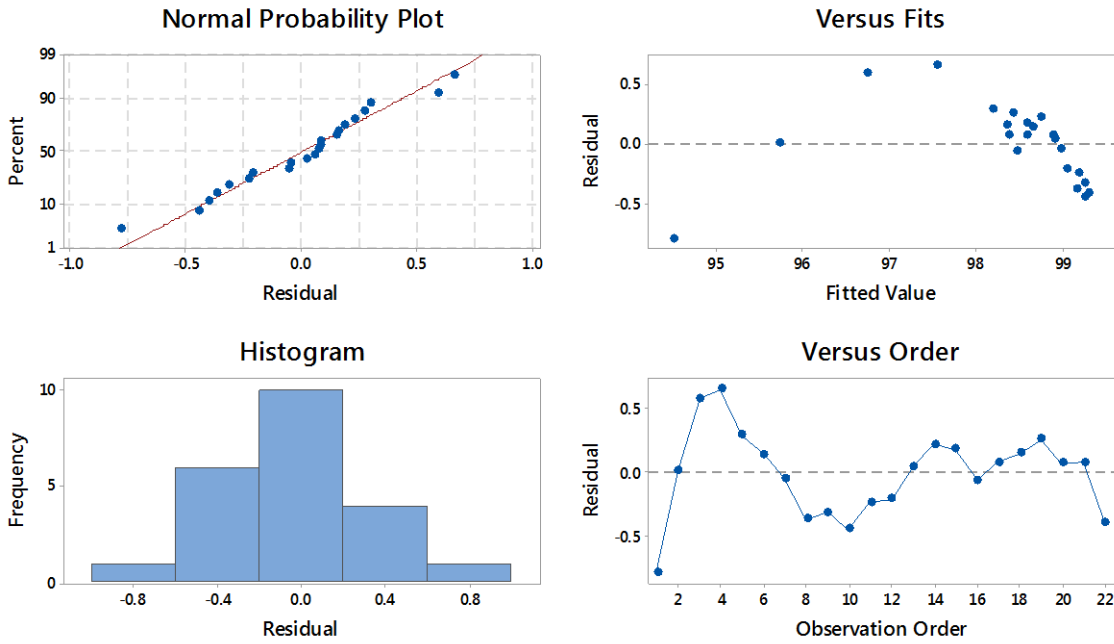 Normal Probability Plot
99
90
50
10
1
Percent
-1.0 -0.5 0.0 0.5 1.0
Residual
Versus Fits
0.5
0.0
-0.5
Residual
95 96 97 98 99
Fitted Value
Histogram
10
5
0
Frequency
-0.8 -0.4 0.0 0.4 0.8
Residual
Versus Order
0.5
0.0
-0.5
Residual
2 4 6 8 10 12 14 16 18 20 22
Observation Order